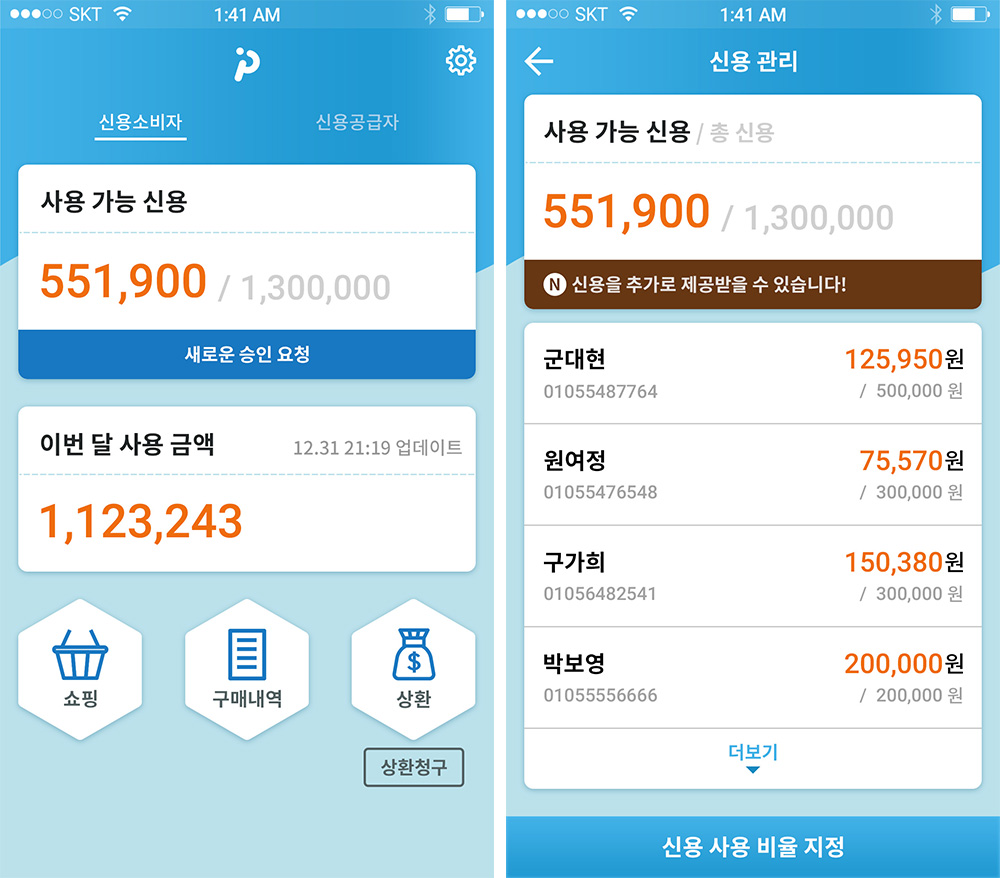 SKT 1:41 AM
신용소비자 신용공급자
사용 가능 신용
551,900 / 1,300,000
새로운 승인 요청
이번 달 사용 금액 12.31 21:19 업데이트
1,123,243
쇼핑 구매내역 상환
상환청구
SKT 1:41 AM
신용 관리
사용 가능 신용 / 총 신용
551,900 / 1,300,000
N 신용을 추가로 제공받을 수 있습니다!
군대현 125,950원
01055487764 / 500,000 원
원여정 75,570원
01055476548 / 300,000 원
구가희 150,380원
01056482541 / 300,000 원
박보영 200,000원
01055556666 / 200,000 원
더보기
신용 사용 비율 지정